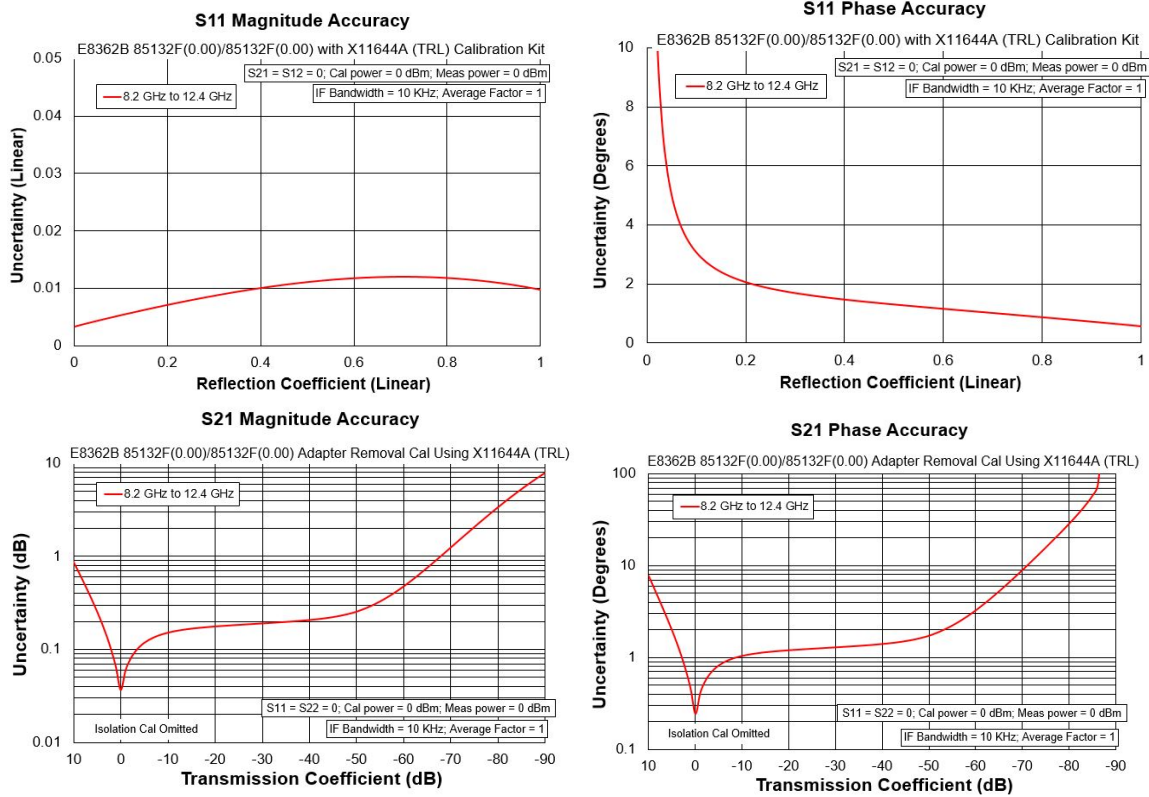 S11 Magnitude Accuracy
E8362B 85132F(0.00)/85132F(0.00) with X11644A (TRL) Calibration Kit
S21 = S12 = 0; Cal power = 0 dBm; Meas power = 0 dBm
IF Bandwidth = 10 KHz; Average Factor = 1
8.2 GHz to 12.4 GHz
Uncertainty (Linear)
0.05
0.04
0.03
0.02
0.01
0
0 0.2 0.4 0.6 0.8 1
Reflection Coefficient (Linear)
S11 Phase Accuracy
E8362B 85132F(0.00)/85132F(0.00) with X11644A (TRL) Calibration Kit
S21 = S12 = 0; Cal power = 0 dBm; Meas power = 0 dBm
IF Bandwidth = 10 KHz; Average Factor = 1
8.2 GHz to 12.4 GHz
Uncertainty (Degrees)
10
8
6
4
2
0
0 0.2 0.4 0.6 0.8 1
Reflection Coefficient (Linear)
S21 Magnitude Accuracy
E8362B 85132F(0.00)/85132F(0.00) Adapter Removal Cal Using X11644A (TRL)
8.2 GHz to 12.4 GHz
Uncertainty (dB)
10
1
0.1
0.01
S11 = S22 = 0; Cal power = 0 dBm; Meas power = 0 dBm
Isolation Cal Omitted
IF Bandwidth = 10 KHz; Average Factor = 1
10 0 -10 -20 -30 -40 -50 -60 -70 -80 -90
Transmission Coefficient (dB)
S21 Phase Accuracy
E8362B 85132F(0.00)/85132F(0.00) Adapter Removal Cal Using X11644A (TRL)
8.2 GHz to 12.4 GHz
Uncertainty (Degrees)
100
10
1
0.1
S11 = S22 = 0; Cal power = 0 dBm; Meas power = 0 dBm
Isolation Cal Omitted
IF Bandwidth = 10 KHz; Average Factor = 1
10 0 -10 -20 -30 -40 -50 -60 -70 -80 -90
Transmission Coefficient (dB)